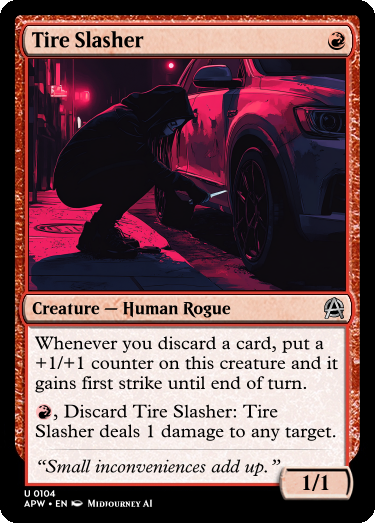 Tire Slasher
Creature — Human Rogue
Whenever you discard a card, put a
+1/+1 counter on this creature and it
gains first strike until end of turn.
, Discard Tire Slasher: Tire
Slasher deals 1 damage to any target.
“Small inconveniences add up.”
1/1
U 0104
APW • EN Midjourney AI